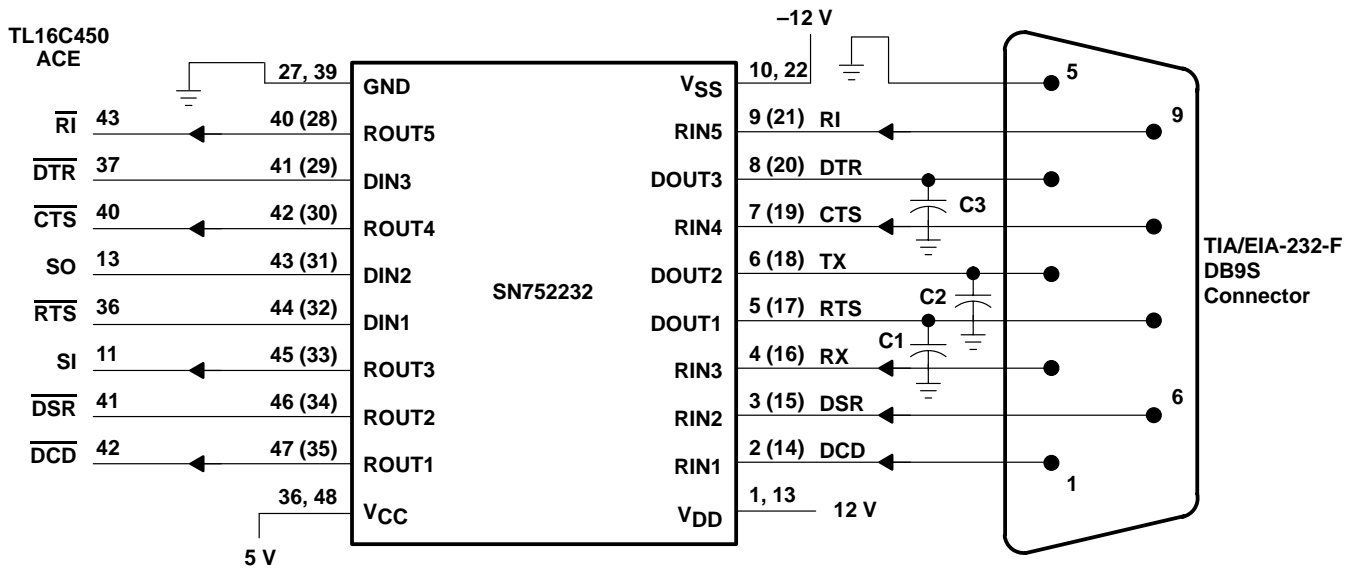 TL16C450
ACE
–12 V
27, 39
GND
VSS
10, 22
5
RI
43
40 (28)
ROUT5
RIN5
9 (21)
RI
9
DTR
37
41 (29)
DIN3
DOUT3
8 (20)
DTR
C3
CTS
40
42 (30)
ROUT4
RIN4
7 (19)
CTS
SO
13
43 (31)
DIN2
SN752232
DOUT2
6 (18)
TX
C2
TIA/EIA-232-F
DB9S
Connector
RTS
36
44 (32)
DIN1
DOUT1
5 (17)
RTS
C1
SI
11
45 (33)
ROUT3
RIN3
4 (16)
RX
DSR
41
46 (34)
ROUT2
RIN2
3 (15)
DSR
6
DCD
42
47 (35)
ROUT1
RIN1
2 (14)
DCD
1
36, 48
VCC
VDD
1, 13
12 V
5 V